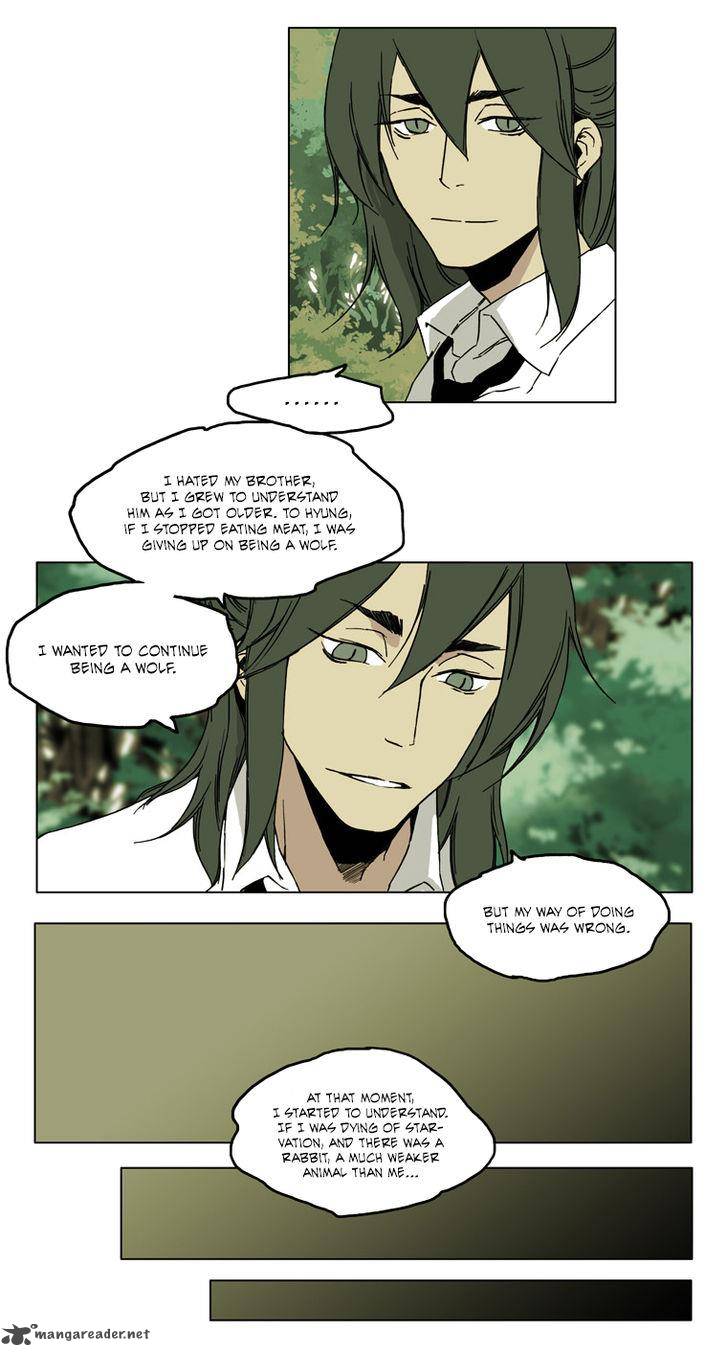 ......
I HATED MY BROTHER,
BUT I GREW TO UNDERSTAND
HIM AS I GOT OLDER. TO HYUNG,
IF I STOPPED EATING MEAT, I WAS
GIVING UP ON BEING A WOLF.
I WANTED TO CONTINUE
BEING A WOLF.
BUT MY WAY OF DOING
THINGS WAS WRONG.
AT THAT MOMENT,
I STARTED TO UNDERSTAND.
IF I WAS DYING OF STAR-
VATION, AND THERE WAS A
RABBIT, A MUCH WEAKER
ANIMAL THAN ME...
mangareader.net